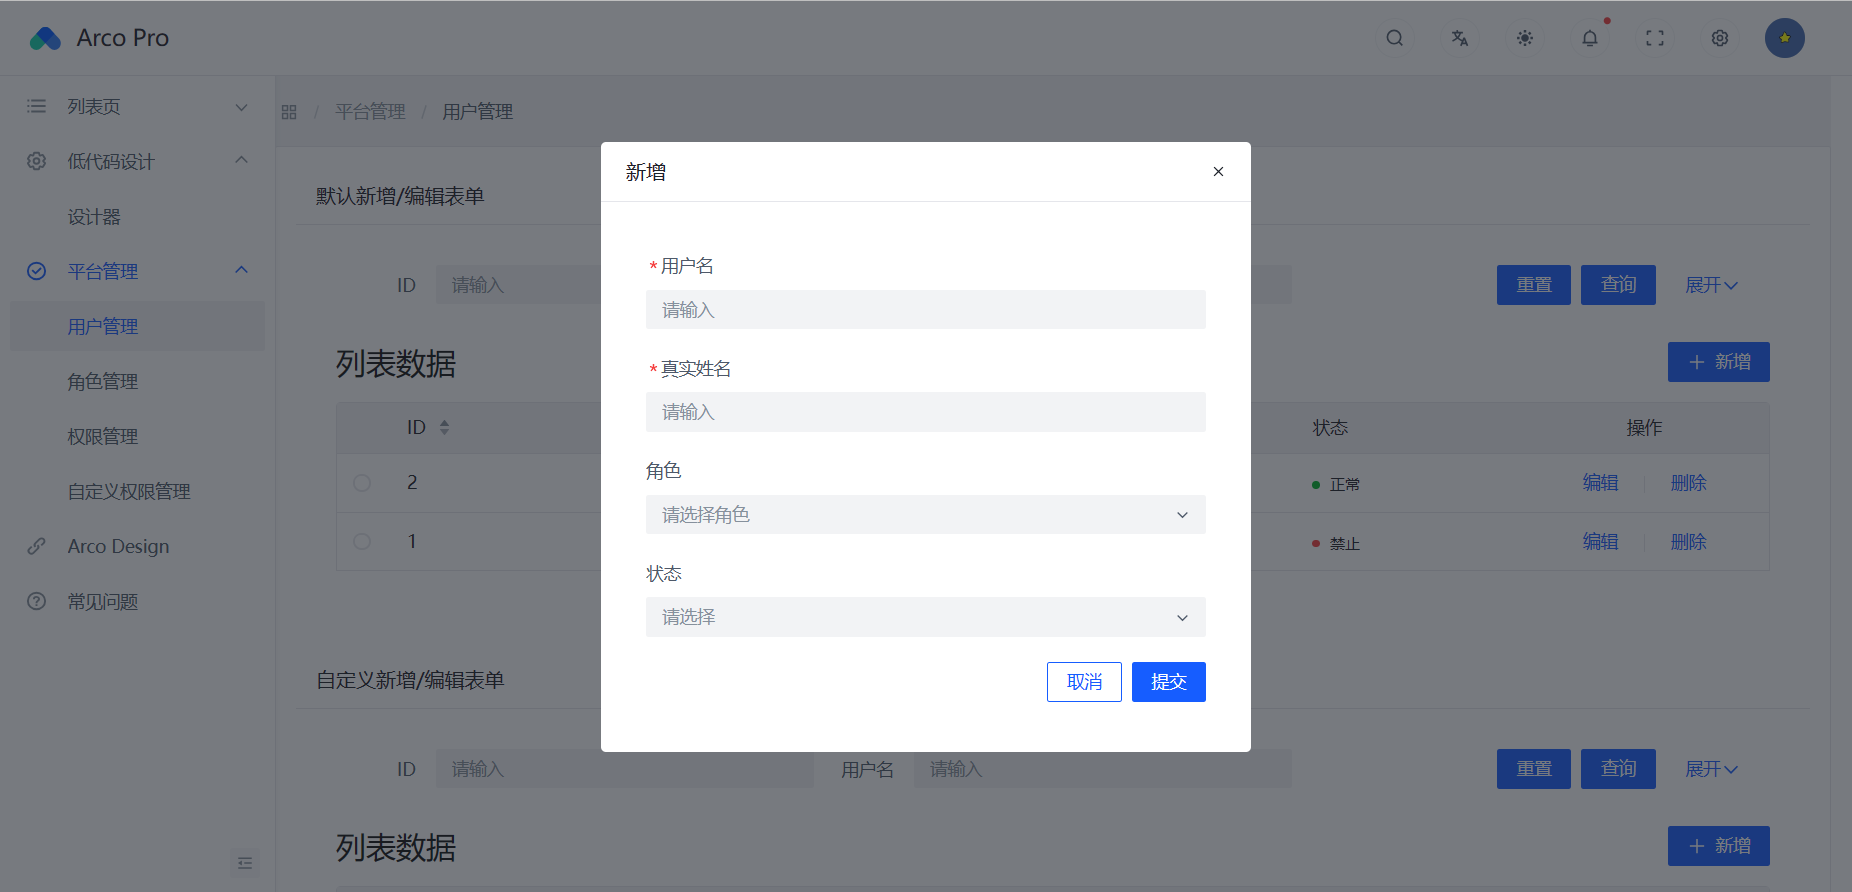 Arco Pro
列表页
低代码设计
设计器
平台管理
用户管理
角色管理
权限管理
自定义权限管理
Arco Design
常见问题
/ 平台管理 / 用户管理
默认新增/编辑表单
ID 请输入
重置 查询 展开
列表数据
+ 新增
ID 状态 操作
2 正常 编辑 删除
1 禁止 编辑 删除
新增
* 用户名
请输入
* 真实姓名
请输入
角色
请选择角色
状态
请选择
取消 提交
自定义新增/编辑表单
ID 请输入 用户名 请输入
重置 查询 展开
列表数据
+ 新增